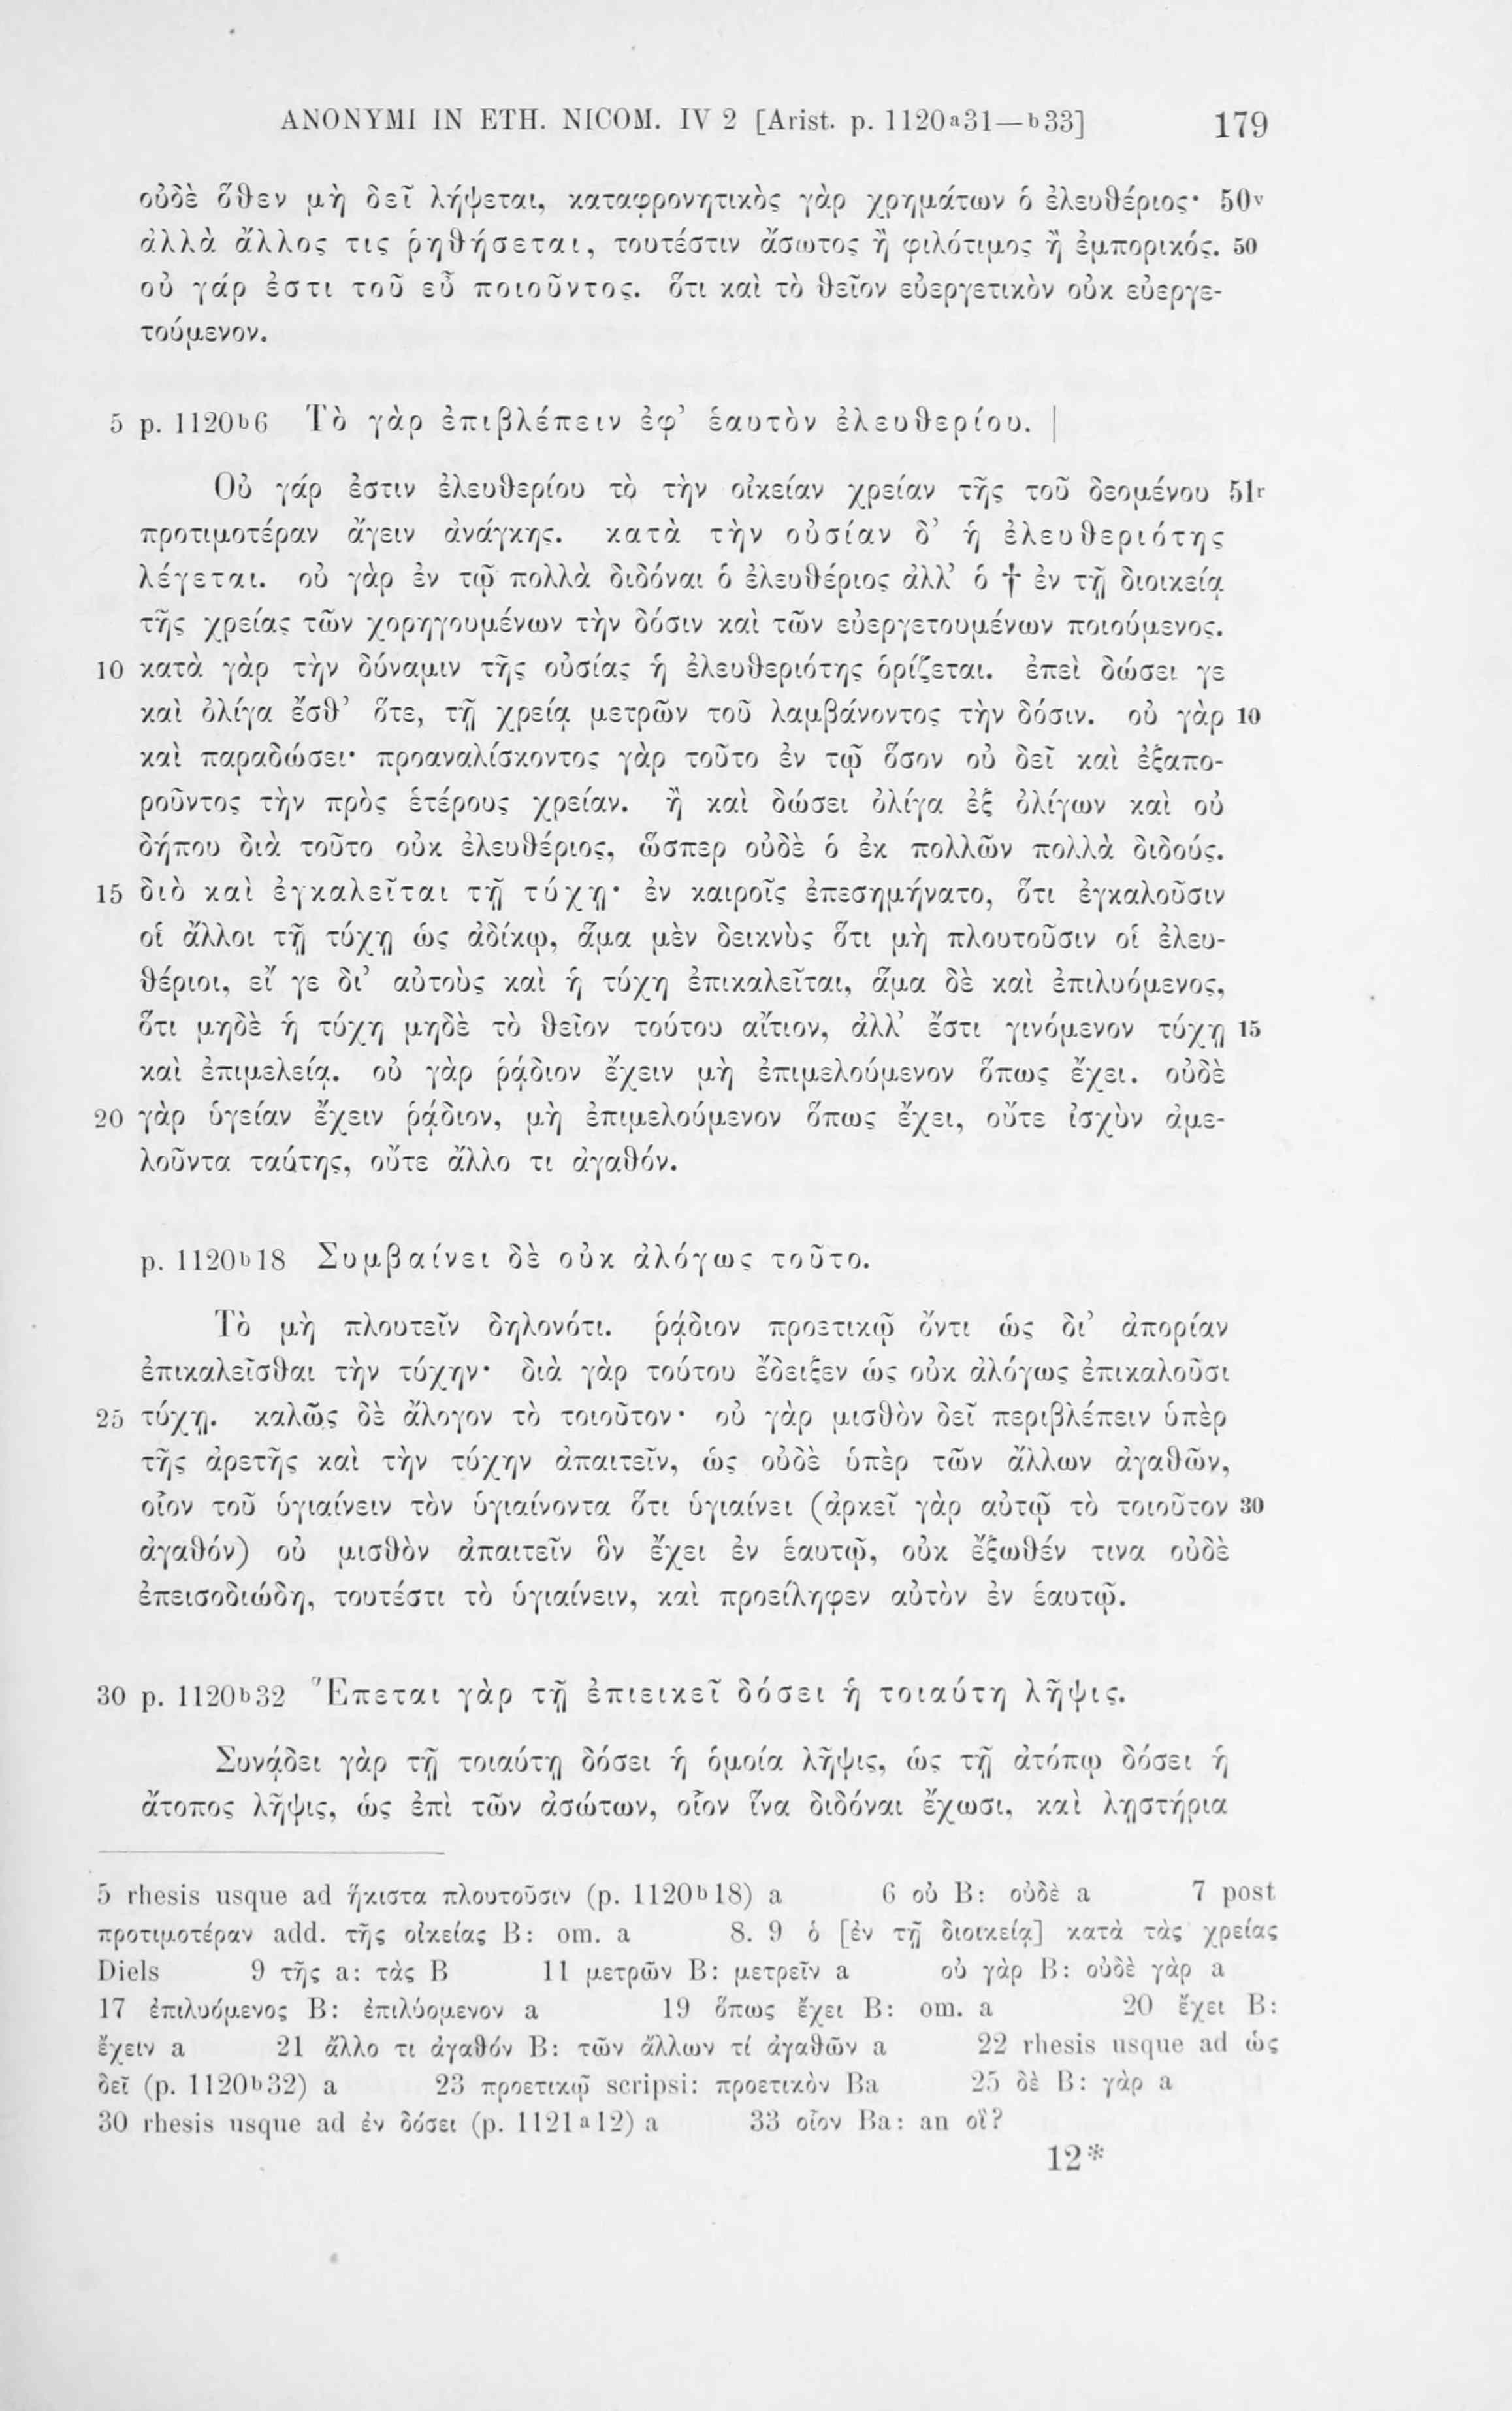 ANONYMI IN ETH. NICOM. IV 2 [Arist. p. 1120a31—b33] 179
οὐδὲ ὅθεν μὴ δεῖ λήψεται, καταφρονητικὸς γὰρ χρημάτων ὁ ἐλευθέριος· 50v
ἀλλὰ ἄλλος τις ῥηθήσεται, τουτέστιν ἄσωτος ἢ φιλότιμος ἢ ἐμπορικός. 50
οὐ γάρ ἐστι τοῦ εὖ ποιοῦντος. ὅτι καὶ τὸ θεῖον εὐεργετικὸν οὐκ εὐεργε-
τούμενον.
5 p. 1120b6 Τὸ γὰρ ἐπιβλέπειν ἐφ’ ἑαυτὸν ἐλευθερίου. |
Οὐ γάρ ἐστιν ἐλευθερίου τὸ τὴν οἰκείαν χρείαν τῆς τοῦ δεομένου 51r
προτιμοτέραν ἄγειν ἀνάγκης. κατὰ τὴν οὐσίαν δ’ ἡ ἐλευθεριότης
λέγεται. οὐ γὰρ ἐν τῷ πολλὰ διδόναι ὁ ἐλευθέριος ἀλλ’ ὁ † ἐν τῇ διοικείᾳ
τῆς χρείας τῶν χορηγουμένων τὴν δόσιν καὶ τῶν εὐεργετουμένων ποιούμενος.
10 κατὰ γὰρ τὴν δύναμιν τῆς οὐσίας ἡ ἐλευθεριότης ὁρίζεται. ἐπεὶ δώσει γε
καὶ ὀλίγα ἔσθ’ ὅτε, τῇ χρείᾳ μετρῶν τοῦ λαμβάνοντος τὴν δόσιν. οὐ γὰρ 10
καὶ παραδώσει· προαναλίσκοντος γὰρ τοῦτο ἐν τῷ ὅσον οὐ δεῖ καὶ ἐξαπο-
ροῦντος τὴν πρὸς ἑτέρους χρείαν. ἢ καὶ δώσει ὀλίγα ἐξ ὀλίγων καὶ οὐ
δήπου διὰ τοῦτο οὐκ ἐλευθέριος, ὥσπερ οὐδὲ ὁ ἐκ πολλῶν πολλὰ διδούς.
15 διὸ καὶ ἐγκαλεῖται τῇ τύχῃ· ἐν καιροῖς ἐπεσημήνατο, ὅτι ἐγκαλοῦσιν
οἱ ἄλλοι τῇ τύχῃ ὡς ἀδίκῳ, ἅμα μὲν δεικνὺς ὅτι μὴ πλουτοῦσιν οἱ ἐλευ-
θέριοι, εἴ γε δι’ αὐτοὺς καὶ ἡ τύχη ἐπικαλεῖται, ἅμα δὲ καὶ ἐπιλυόμενος,
ὅτι μηδὲ ἡ τύχη μηδὲ τὸ θεῖον τούτου αἴτιον, ἀλλ’ ἔστι γινόμενον τύχῃ 15
καὶ ἐπιμελείᾳ. οὐ γὰρ ῥᾴδιον ἔχειν μὴ ἐπιμελούμενον ὅπως ἔχει. οὐδὲ
20 γὰρ ὑγείαν ἔχειν ῥᾴδιον, μὴ ἐπιμελούμενον ὅπως ἔχει, οὔτε ἰσχὺν ἀμε-
λοῦντα ταύτης, οὔτε ἄλλο τι ἀγαθόν.
p. 1120b18 Συμβαίνει δὲ οὐκ ἀλόγως τοῦτο.
Τὸ μὴ πλουτεῖν δηλονότι. ῥᾴδιον προετικῷ ὄντι ὡς δι’ ἀπορίαν
ἐπικαλεῖσθαι τὴν τύχην· διὰ γὰρ τούτου ἔδειξεν ὡς οὐκ ἀλόγως ἐπικαλοῦσι
25 τύχῃ. καλῶς δὲ ἄλογον τὸ τοιοῦτον· οὐ γὰρ μισθὸν δεῖ περιβλέπειν ὑπὲρ
τῆς ἀρετῆς καὶ τὴν τύχην ἀπαιτεῖν, ὡς οὐδὲ ὑπὲρ τῶν ἄλλων ἀγαθῶν,
οἷον τοῦ ὑγιαίνειν τὸν ὑγιαίνοντα ὅτι ὑγιαίνει (ἀρκεῖ γὰρ αὐτῷ τὸ τοιοῦτον 30
ἀγαθόν) οὐ μισθὸν ἀπαιτεῖν ὃν ἔχει ἐν ἑαυτῷ, οὐκ ἔξωθέν τινα οὐδὲ
ἐπεισοδιώδη, τουτέστι τὸ ὑγιαίνειν, καὶ προείληφεν αὐτὸν ἐν ἑαυτῷ.
30 p. 1120b32 Ἕπεται γὰρ τῇ ἐπιεικεῖ δόσει ἡ τοιαύτη λῆψις.
Συνᾴδει γὰρ τῇ τοιαύτῃ δόσει ἡ ὁμοία λῆψις, ὡς τῇ ἀτόπῳ δόσει ἡ
ἄτοπος λῆψις, ὡς ἐπὶ τῶν ἀσώτων, οἷον ἵνα διδόναι ἔχωσι, καὶ λῃστήρια
5 rhesis usque ad ἥκιστα πλουτοῦσιν (p. 1120b18) a 6 οὐ B: οὐδὲ a 7 post
προτιμοτέραν add. τῆς οἰκείας B: om. a 8. 9 ὁ [ἐν τῇ διοικείᾳ] κατὰ τὰς χρείας
Diels 9 τῆς a: τὰς B 11 μετρῶν B: μετρεῖν a οὐ γὰρ B: οὐδὲ γὰρ a
17 ἐπιλυόμενος B: ἐπιλύομενον a 19 ὅπως ἔχει B: om. a 20 ἔχει B:
ἔχειν a 21 ἄλλο τι ἀγαθόν B: τῶν ἄλλων τί ἀγαθῶν a 22 rhesis usque ad ὡς
δεῖ (p. 1120b32) a 23 προετικῷ scripsi: προετικὸν Ba 25 δὲ B: γὰρ a
30 rhesis usque ad ἐν δόσει (p. 1121a12) a 33 οἷον Ba: an οἳ?
12*